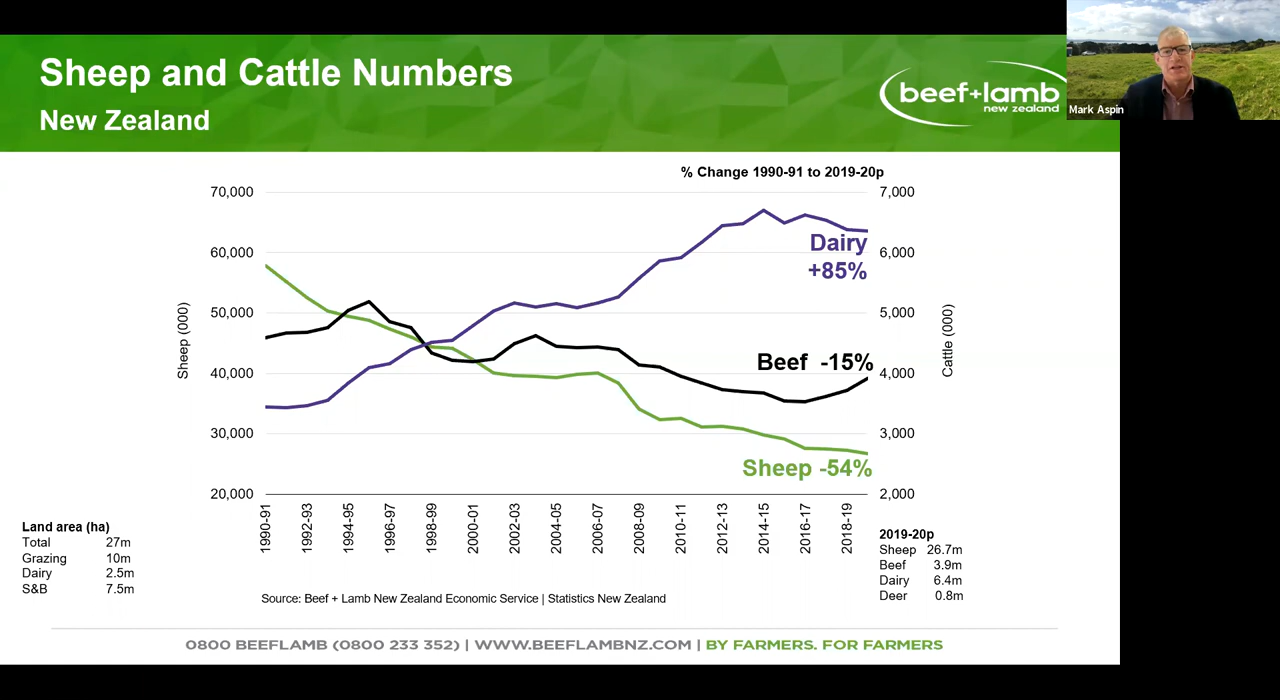 Sheep and Cattle Numbers
New Zealand
beef+lamb
new zealand
Mark Aspin
% Change 1990-91 to 2019-20p
70,000
60,000
50,000
40,000
30,000
20,000
Sheep (000)
7,000
6,000
5,000
4,000
3,000
2,000
Cattle (000)
Dairy
+85%
Beef -15%
Sheep -54%
1990-91
1992-93
1994-95
1996-97
1998-99
2000-01
2002-03
2004-05
2006-07
2008-09
2010-11
2012-13
2014-15
2016-17
2018-19
Land area (ha)
Total 27m
Grazing 10m
Dairy 2.5m
S&B 7.5m
2019-20p
Sheep 26.7m
Beef 3.9m
Dairy 6.4m
Deer 0.8m
Source: Beef + Lamb New Zealand Economic Service | Statistics New Zealand
0800 BEEFLAMB (0800 233 352) | WWW.BEEFLAMBNZ.COM | BY FARMERS. FOR FARMERS